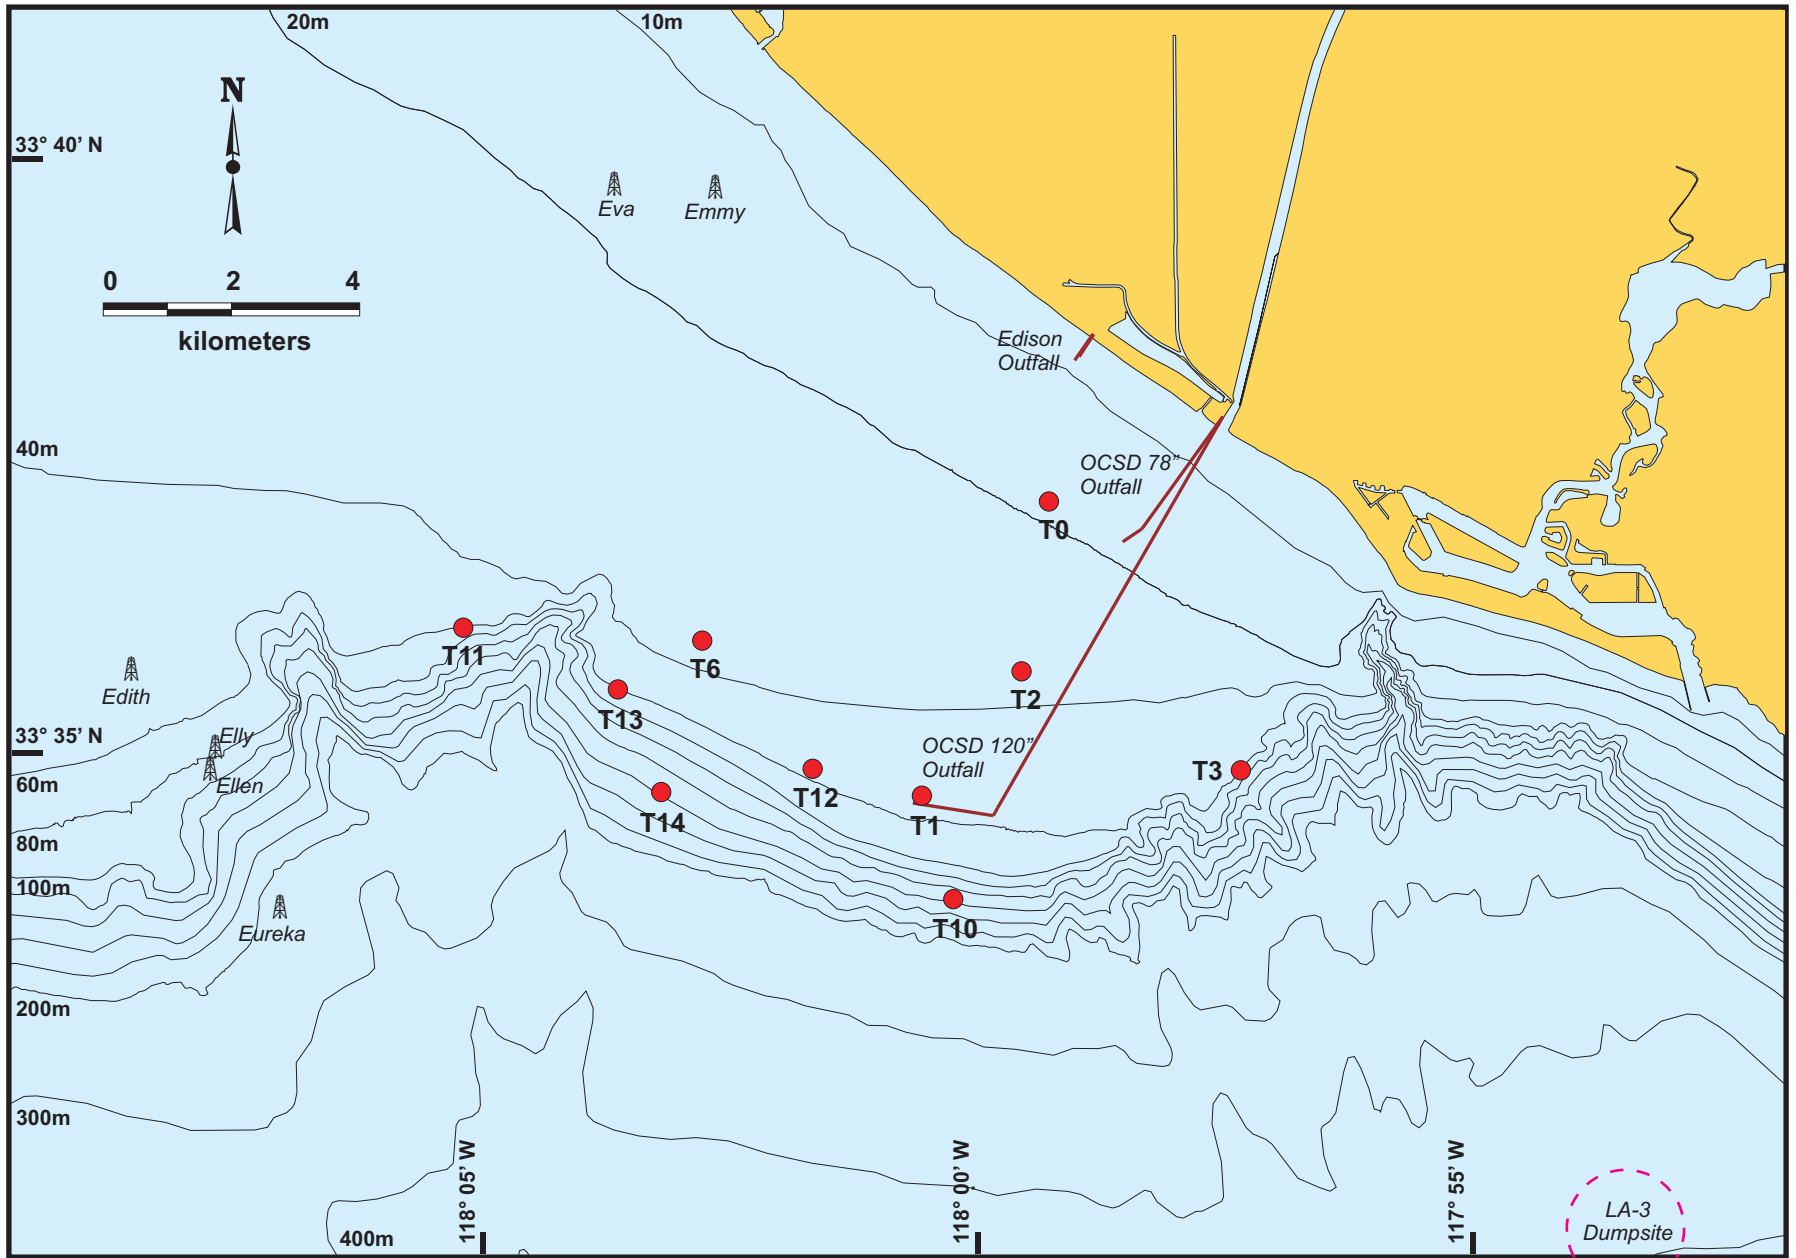 20m
10m
N
33° 40’ N
Eva
Emmy
0 2 4
kilometers
Edison
Outfall
40m
OCSD 78”
Outfall
T0
T11
T6
Edith
T13
T2
33° 35’ N
Elly
OCSD 120”
Outfall
T3
60m
Ellen
T12
T14
T1
80m
100m
Eureka
T10
200m
300m
118° 05’ W
118° 00’ W
117° 55’ W
400m
LA-3
Dumpsite